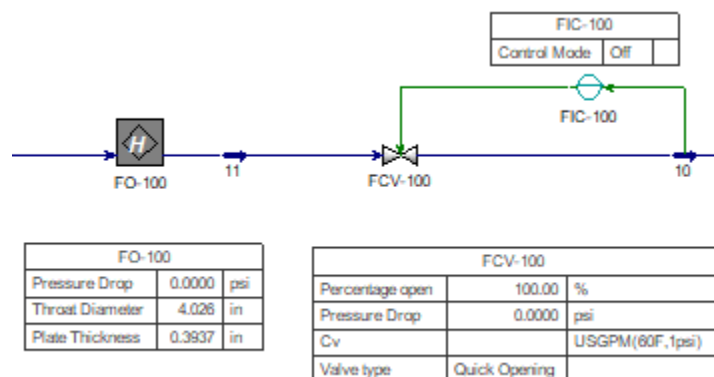 FIC-100
Control Mode Off
FIC-100
H
FO-100
11
FCV-100
10
FO-100
Pressure Drop 0.0000 psi
Throat Diameter 4.026 in
Plate Thickness 0.3937 in
FCV-100
Percentage open 100.00 %
Pressure Drop 0.0000 psi
Cv USGPM(60F,1psi)
Valve type Quick Opening